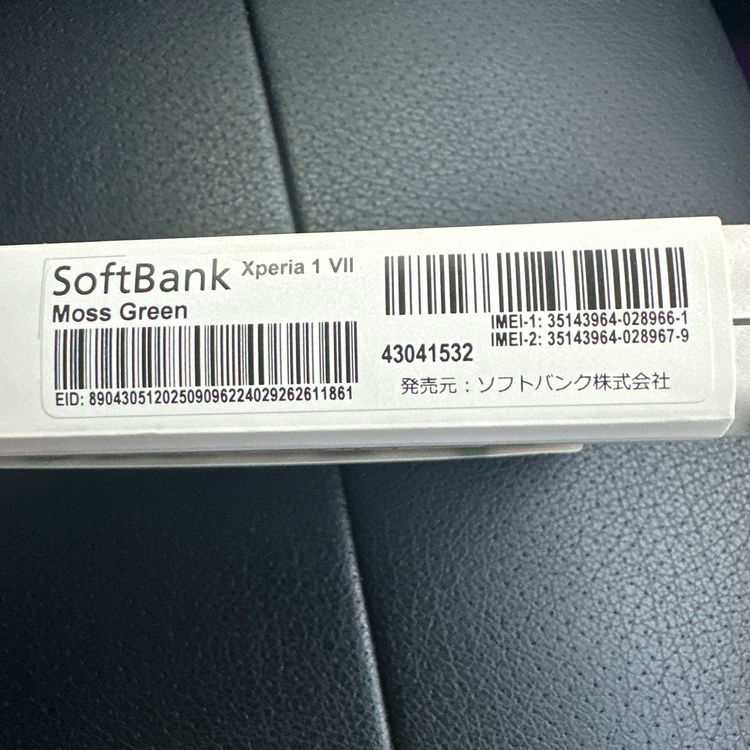 SoftBank Xperia 1 VII
Moss Green
EID: 89043051202509096224029262611861
IMEI-1: 35143964-028966-1
IMEI-2: 35143964-028967-9
43041532
発売元：ソフトバンク株式会社